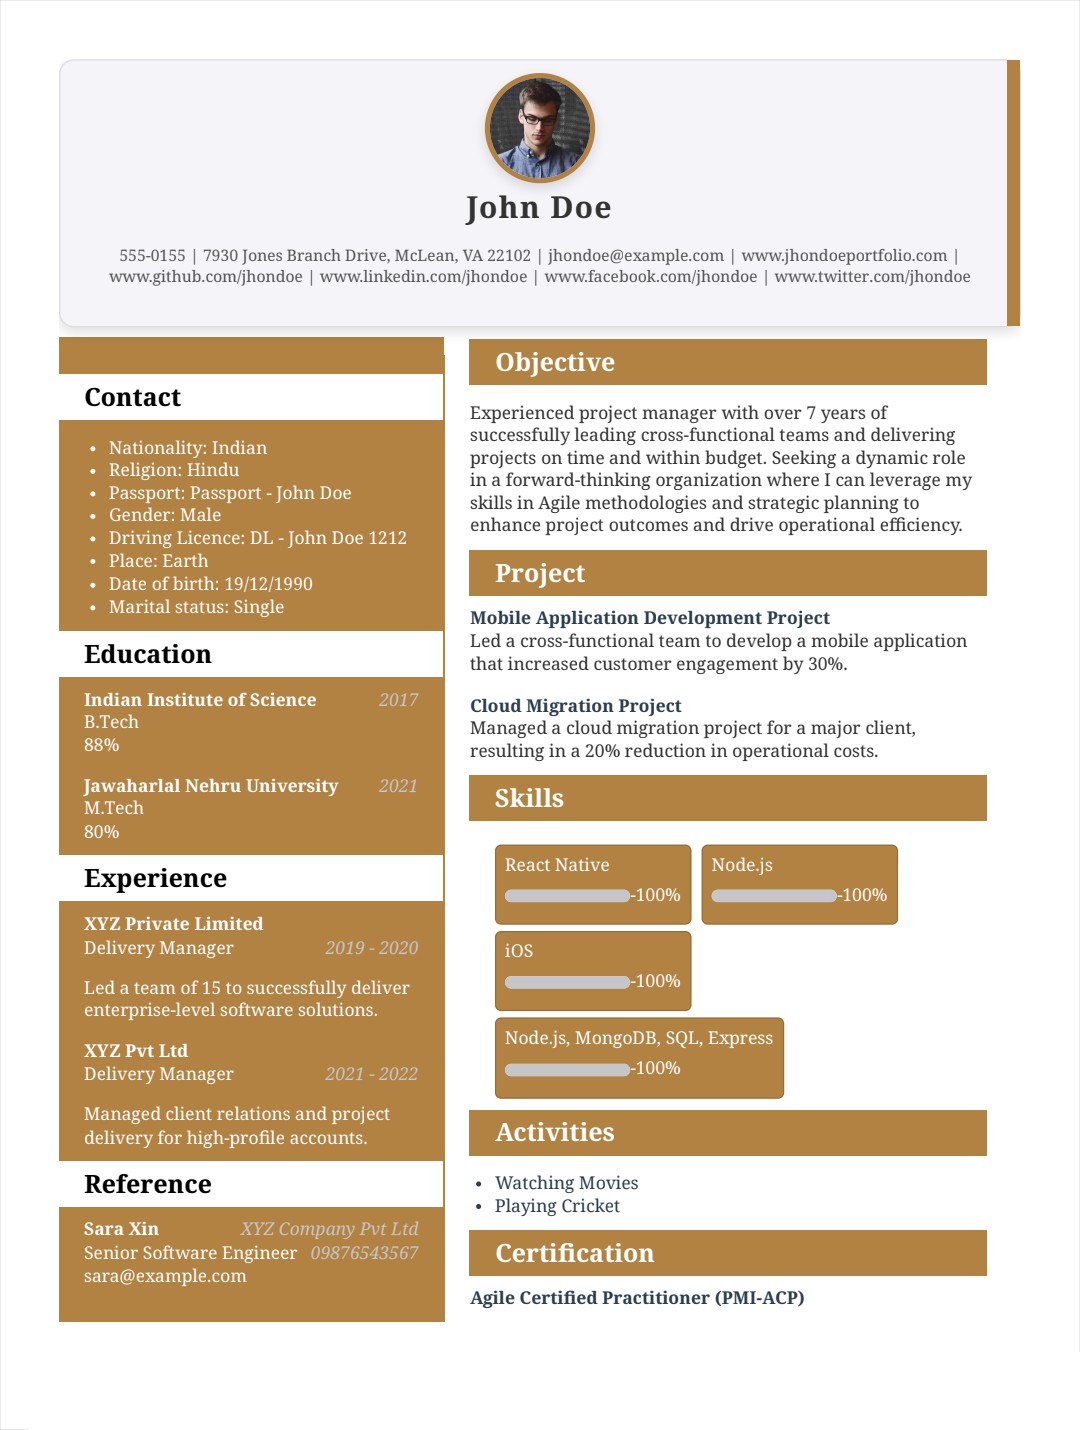 John Doe
555-0155 | 7930 Jones Branch Drive, McLean, VA 22102 | jhondoe@example.com | www.jhondoeportfolio.com |
www.github.com/jhondoe | www.linkedin.com/jhondoe | www.facebook.com/jhondoe | www.twitter.com/jhondoe
Contact
• Nationality: Indian
• Religion: Hindu
• Passport: Passport - John Doe
• Gender: Male
• Driving Licence: DL - John Doe 1212
• Place: Earth
• Date of birth: 19/12/1990
• Marital status: Single
Education
Indian Institute of Science 2017
B.Tech
88%
Jawaharlal Nehru University 2021
M.Tech
80%
Experience
XYZ Private Limited
Delivery Manager 2019 - 2020
Led a team of 15 to successfully deliver
enterprise-level software solutions.
XYZ Pvt Ltd
Delivery Manager 2021 - 2022
Managed client relations and project
delivery for high-profile accounts.
Reference
Sara Xin XYZ Company Pvt Ltd
Senior Software Engineer 09876543567
sara@example.com
Objective
Experienced project manager with over 7 years of
successfully leading cross-functional teams and delivering
projects on time and within budget. Seeking a dynamic role
in a forward-thinking organization where I can leverage my
skills in Agile methodologies and strategic planning to
enhance project outcomes and drive operational efficiency.
Project
Mobile Application Development Project
Led a cross-functional team to develop a mobile application
that increased customer engagement by 30%.
Cloud Migration Project
Managed a cloud migration project for a major client,
resulting in a 20% reduction in operational costs.
Skills
React Native
-100%
Node.js
-100%
iOS
-100%
Node.js, MongoDB, SQL, Express
-100%
Activities
• Watching Movies
• Playing Cricket
Certification
Agile Certified Practitioner (PMI-ACP)